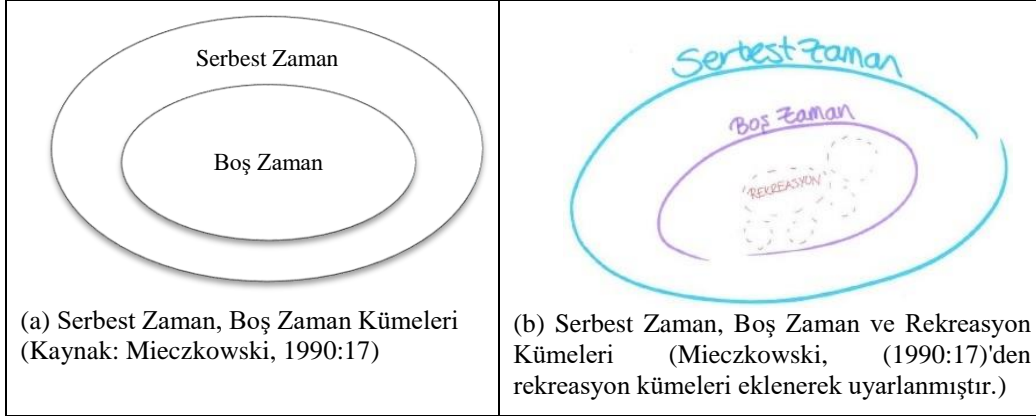 Serbest Zaman
Boş Zaman
(a) Serbest Zaman, Boş Zaman Kümeleri
(Kaynak: Mieczkowski, 1990:17)
Serbest Zaman
Boş Zaman
REKREASYON
(b) Serbest Zaman, Boş Zaman ve Rekreasyon
Kümeleri (Mieczkowski, (1990:17)'den
rekreasyon kümeleri eklenerek uyarlanmıştır.)